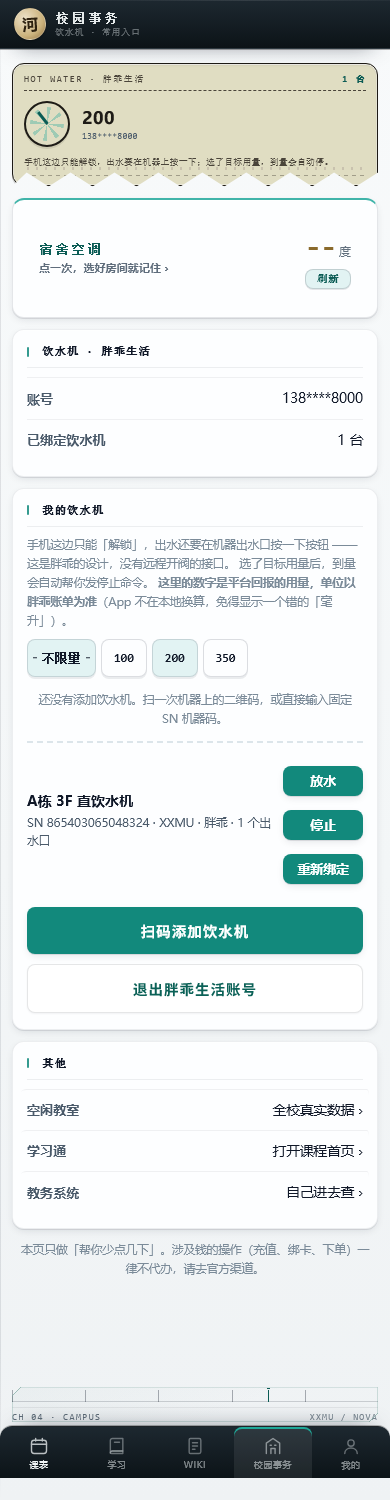 河
校园事务
饮水机 · 常用入口
HOT WATER · 胖乖生活
1 台
200
138****8000
手机这边只能解锁，出水要在机器上按一下；选了目标用量，到量会自动停。
宿舍空调
点一次，选好房间就记住 ›
-- 度
刷新
饮水机 · 胖乖生活
账号
138****8000
已绑定饮水机
1 台
我的饮水机
手机这边只能「解锁」，出水还要在机器出水口按一下按钮 ——
这是胖乖的设计，没有远程开阀的接口。 选了目标用量后，到量
会自动帮你发停止命令。 这里的数字是平台回报的用量，单位以
胖乖账单为准（App 不在本地换算，免得显示一个错的「毫
升」）。
- 不限量 -
100
200
350
还没有添加饮水机。扫一次机器上的二维码，或直接输入固定
SN 机器码。
A栋 3F 直饮水机
SN 865403065048324 · XXMU · 胖乖 · 1 个出
水口
放水
停止
重新绑定
扫码添加饮水机
退出胖乖生活账号
其他
空闲教室
全校真实数据 ›
学习通
打开课程首页 ›
教务系统
自己进去查 ›
本页只做「帮你少点几下」。涉及钱的操作（充值、绑卡、下单）一
律不代办，请去官方渠道。
CH 04 · CAMPUS
XXMU / NOVA
课表
学习
WIKI
校园事务
我的